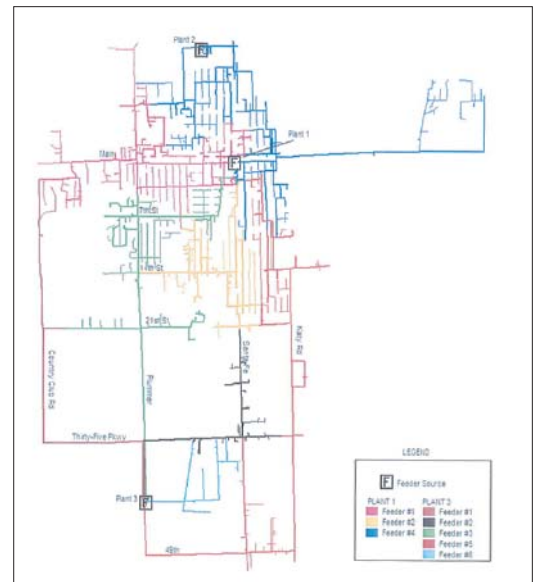 Plant 2
Plant 1
Main
7th St
14th St
21st St
Country Club Rd
Plummer
Santa Fe
Katy Rd
Thirty-Five Pkwy
Plant 3
49th
LEGEND
F Feeder Source
PLANT 1
Feeder #1
Feeder #2
Feeder #4
PLANT 3
Feeder #1
Feeder #2
Feeder #3
Feeder #5
Feeder #6